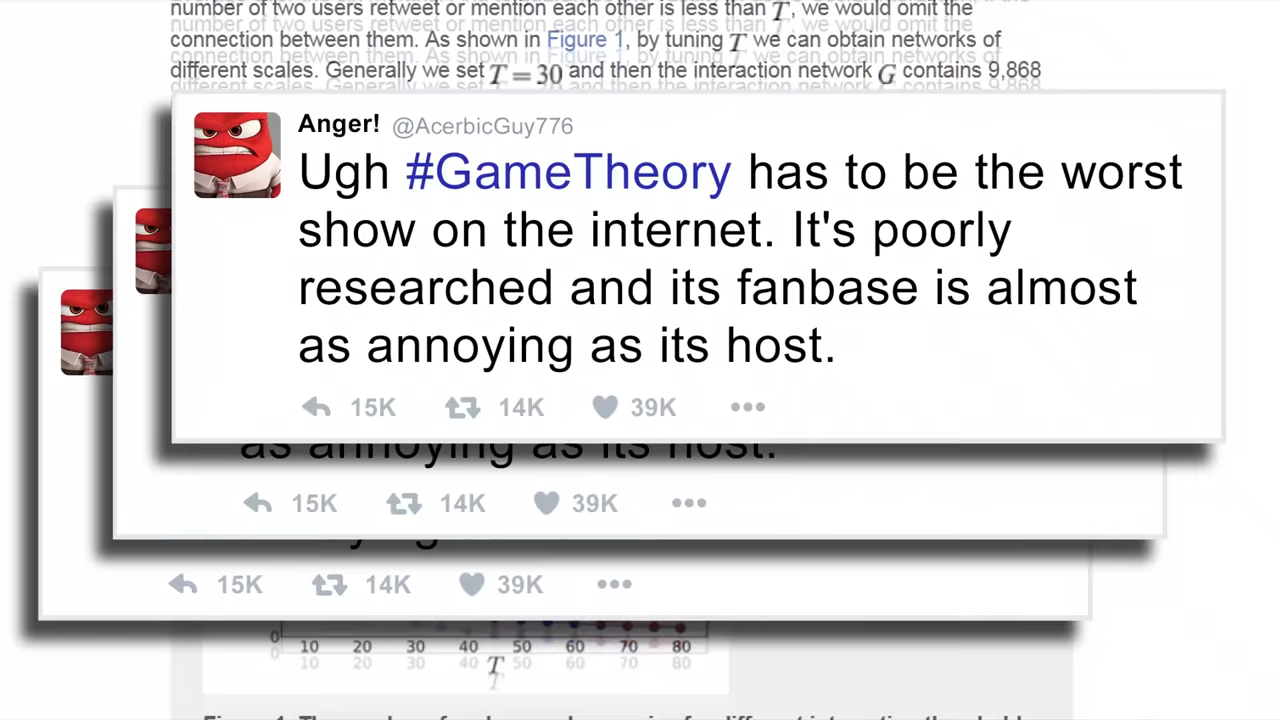 number of two users retweet or mention each other is less than T, we would omit the
connection between them. As shown in Figure 1, by tuning T we can obtain networks of
different scales. Generally we set T = 30 and then the interaction network G contains 9,868
Anger! @AcerbicGuy776
Ugh #GameTheory has to be the worst
show on the internet. It's poorly
researched and its fanbase is almost
as annoying as its host.
15K 14K 39K
as annoying as its host.
15K 14K 39K
15K 14K 39K
0
10 20 30 40 50 60 70 80
T